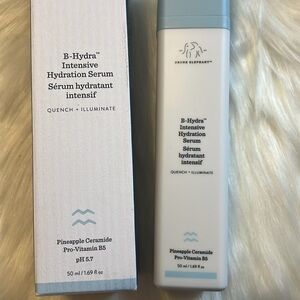 B-Hydra™
Intensive
Hydration Serum
Sérum hydratant
intensif
QUENCH + ILLUMINATE
Pineapple Ceramide
Pro-Vitamin B5
pH 5.7
50 ml / 1.69 fl oz
DRUNK ELEPHANT™
B-Hydra™
Intensive
Hydration
Serum
Sérum
hydratant
intensif
QUENCH + ILLUMINATE
Pineapple Ceramide
Pro-Vitamin B5
50 ml / 1.69 fl oz